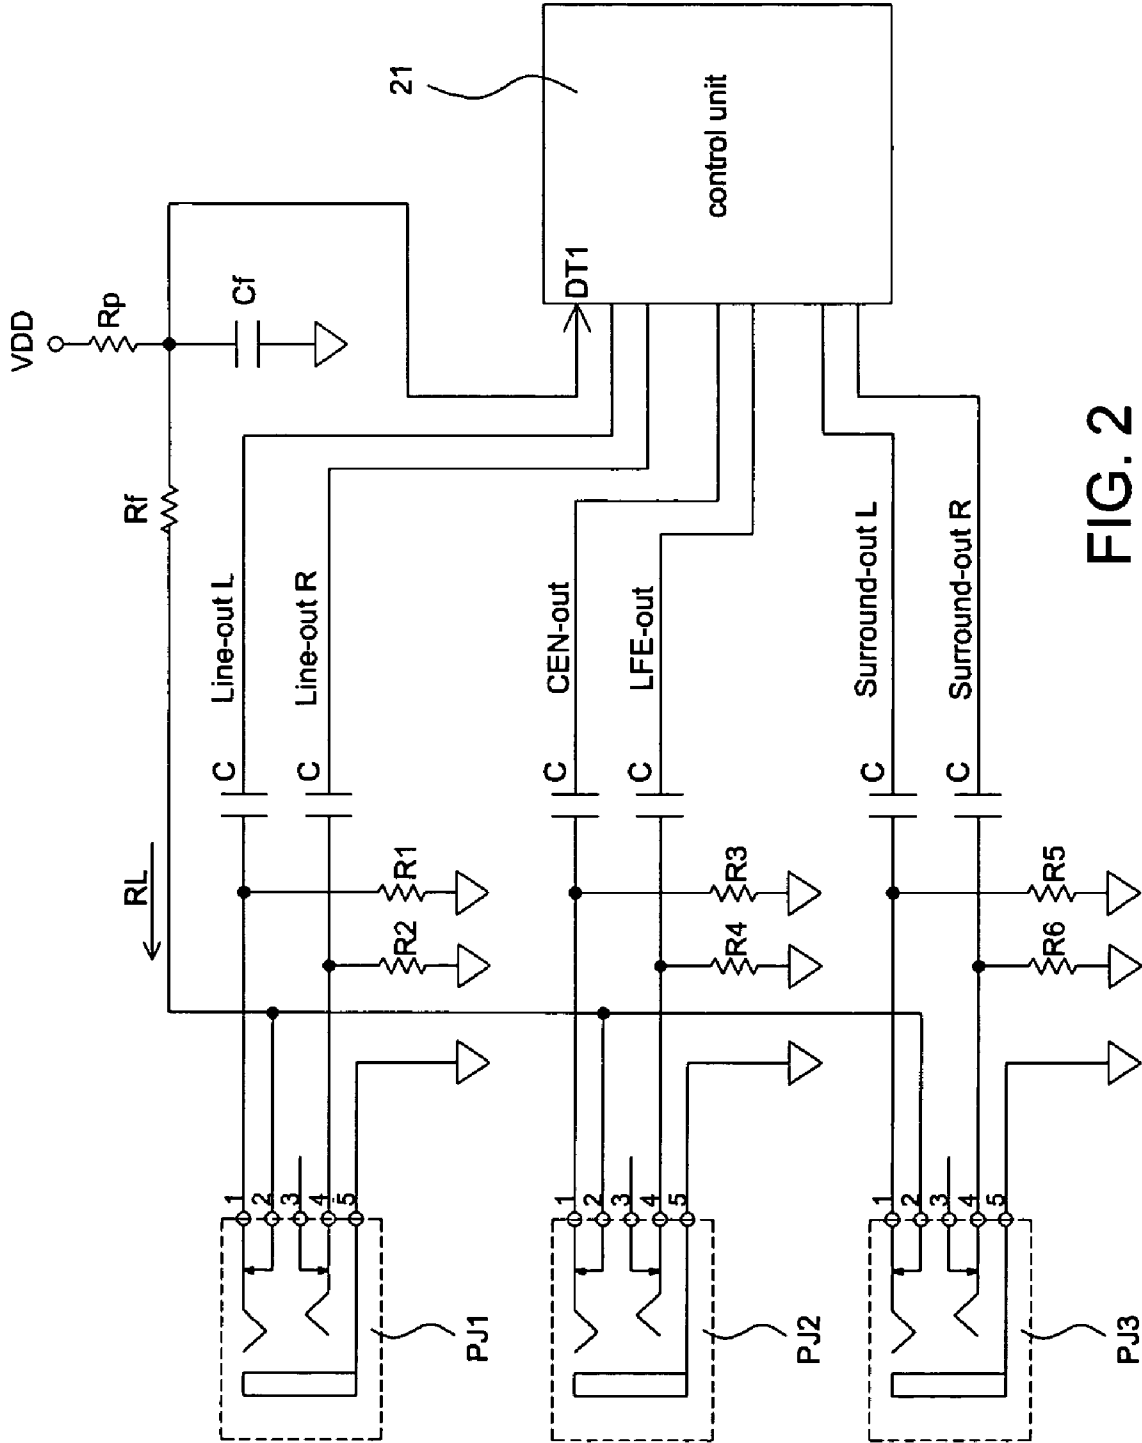 VDD
Rp
Cf
Rf
RL
21
DT1
control unit
Line-out L
Line-out R
CEN-out
LFE-out
Surround-out L
Surround-out R
C
C
C
C
C
C
R1
R2
R3
R4
R5
R6
1
2
3
4
5
PJ1
1
2
3
4
5
PJ2
1
2
3
4
5
PJ3
FIG. 2